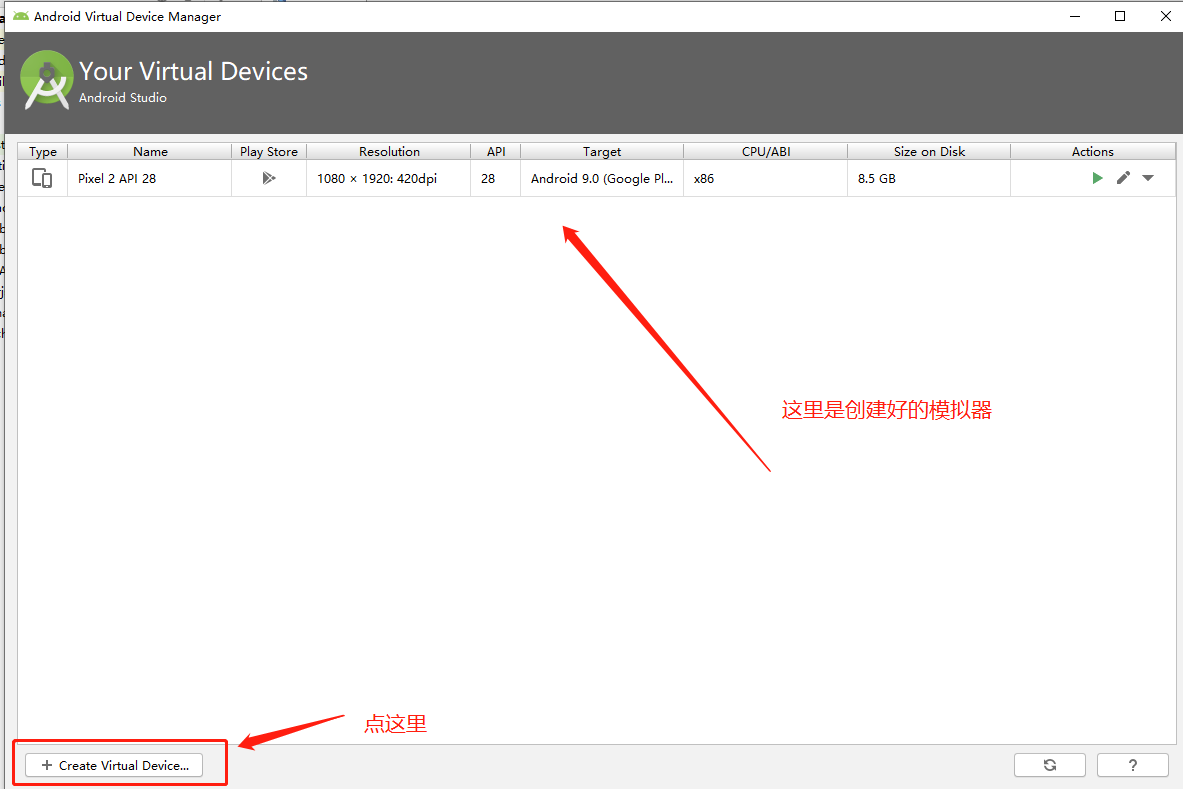 Android Virtual Device Manager
Your Virtual Devices
Android Studio
Type Name Play Store Resolution API Target CPU/ABI Size on Disk Actions
Pixel 2 API 28 1080 × 1920: 420dpi 28 Android 9.0 (Google Pl... x86 8.5 GB
这里是创建好的模拟器
点这里
+ Create Virtual Device...
?